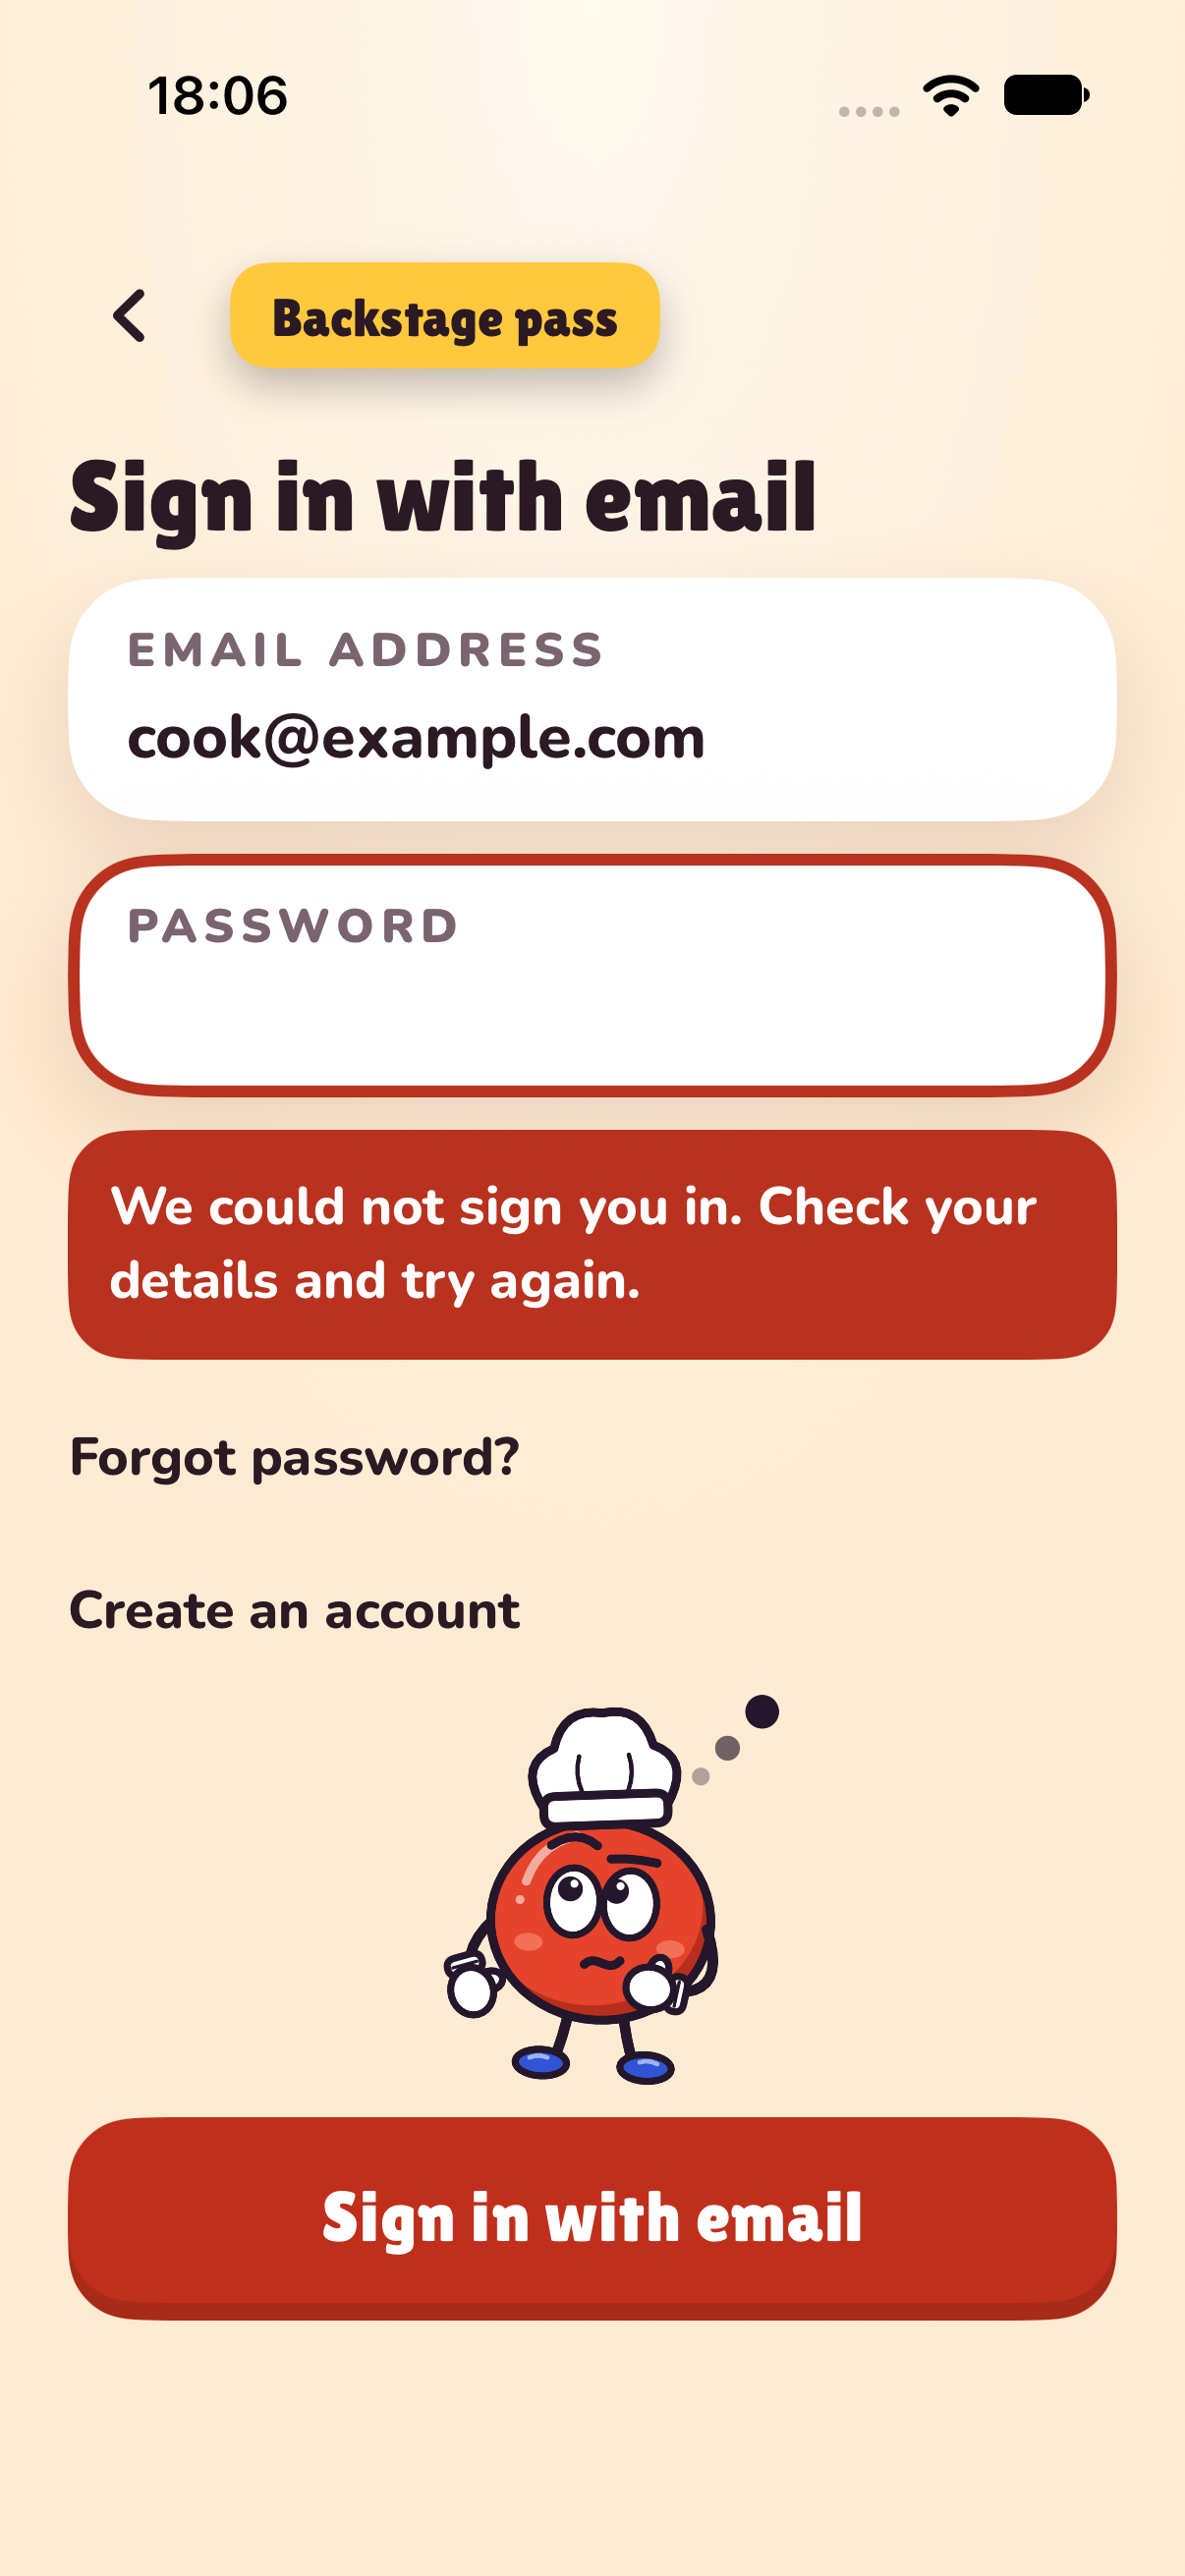 18:06
Backstage pass
Sign in with email
EMAIL ADDRESS
cook@example.com
PASSWORD
We could not sign you in. Check your
details and try again.
Forgot password?
Create an account
Sign in with email